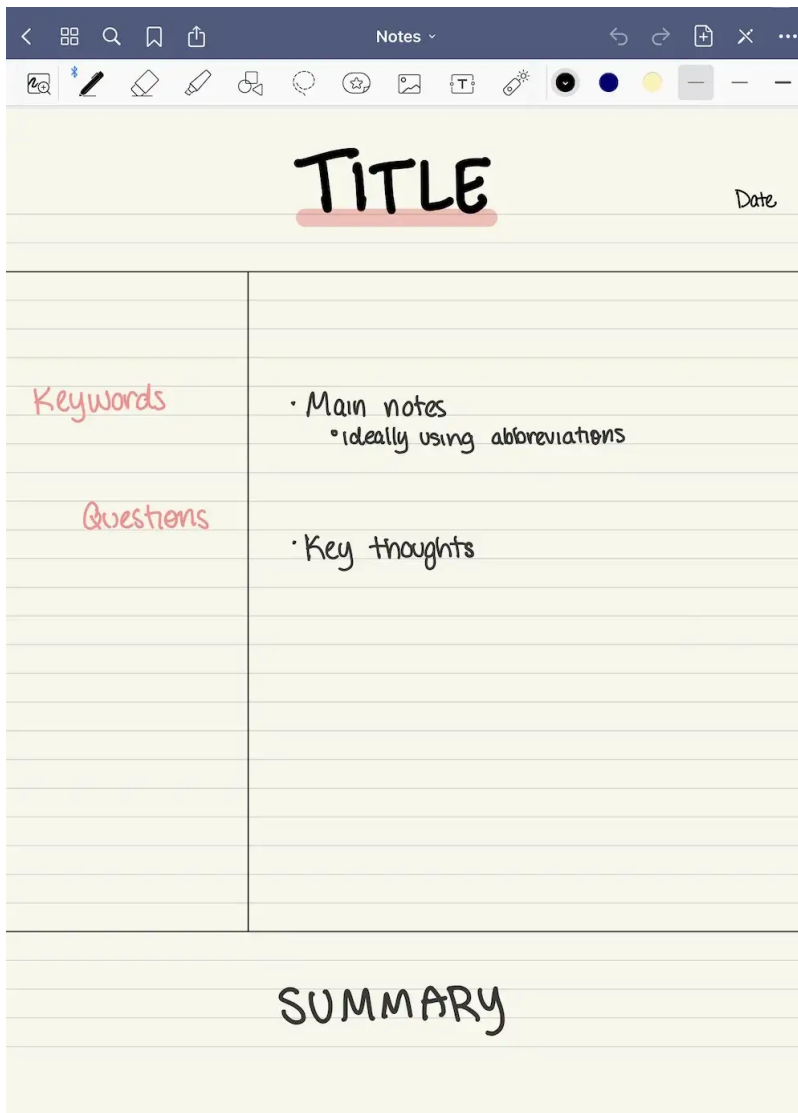 Notes
T
TITLE
Date
Keywords
• Main notes
• ideally using abbreviations
Questions
• Key thoughts
SUMMARY